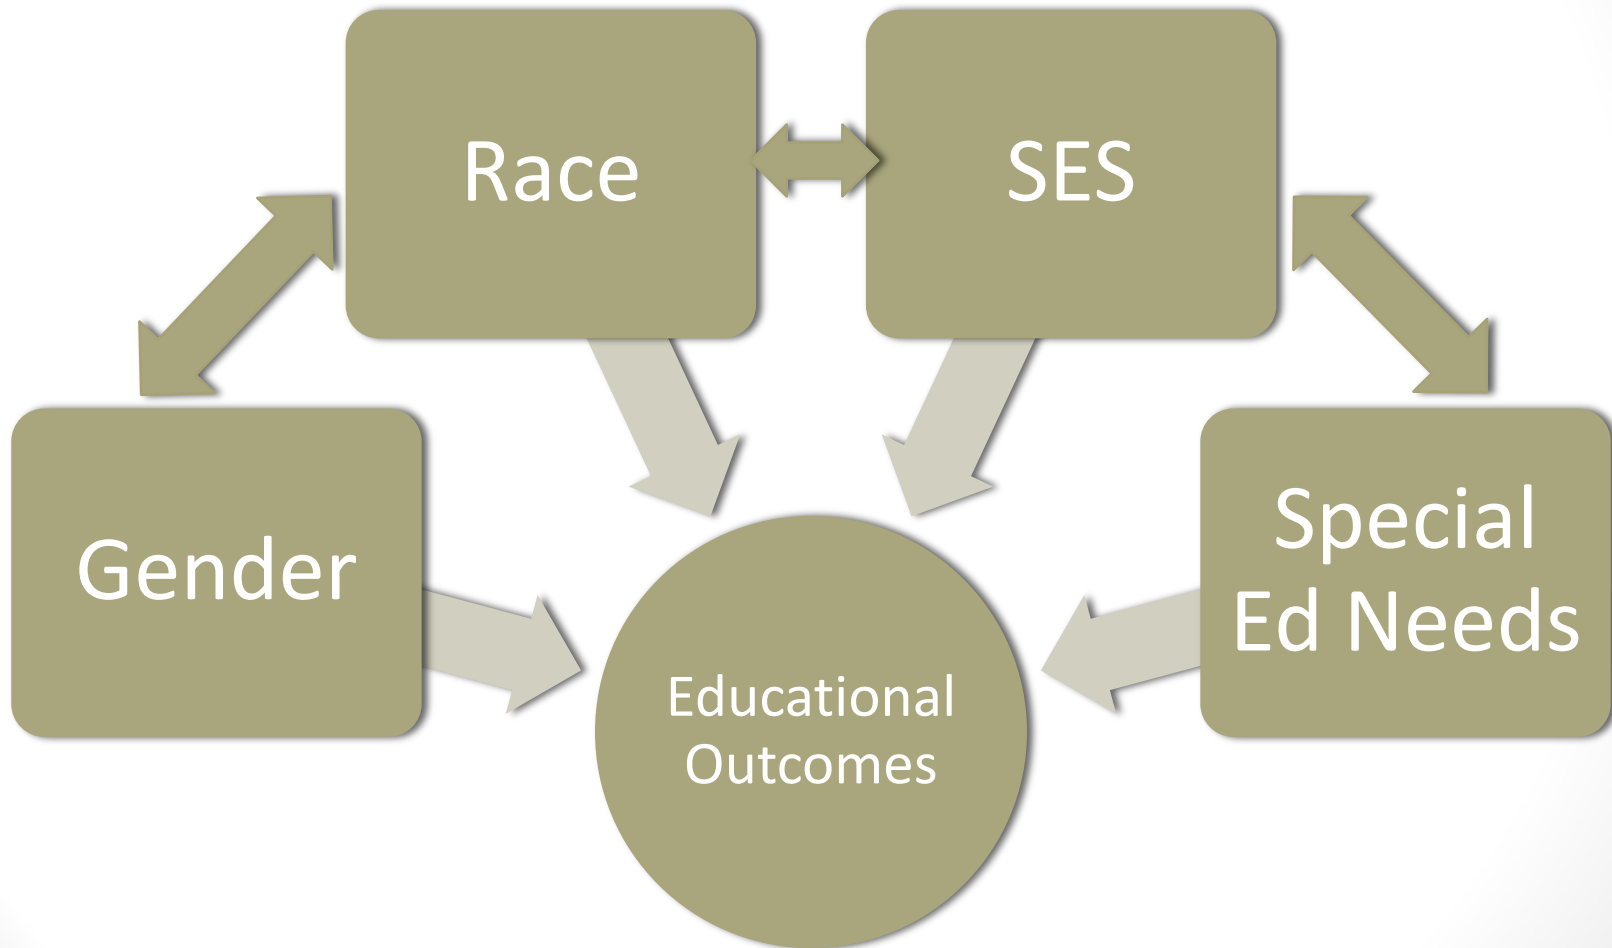 Race
SES
Gender
Special
Ed Needs
Educational
Outcomes